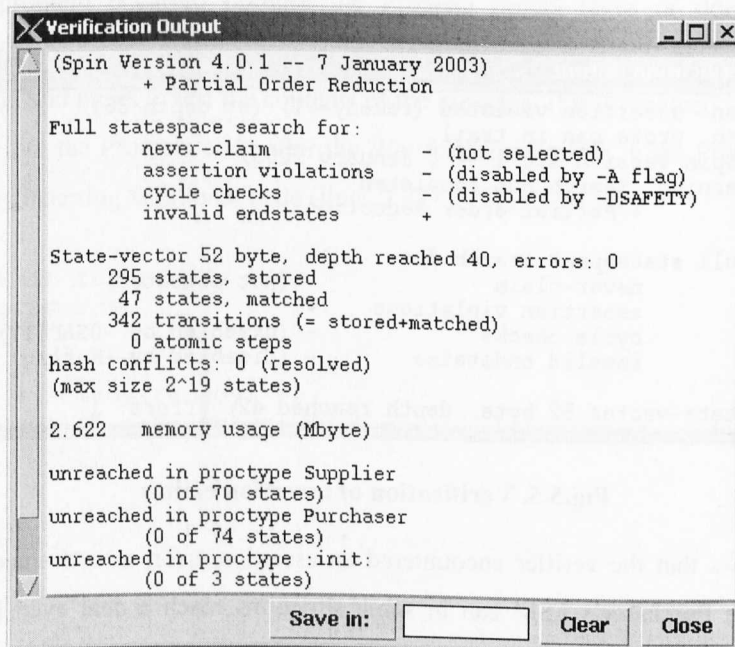 Verification Output
(Spin Version 4.0.1 -- 7 January 2003)
+ Partial Order Reduction
Full statespace search for:
never-claim - (not selected)
assertion violations - (disabled by -A flag)
cycle checks - (disabled by -DSAFETY)
invalid endstates +
State-vector 52 byte, depth reached 40, errors: 0
295 states, stored
47 states, matched
342 transitions (= stored+matched)
0 atomic steps
hash conflicts: 0 (resolved)
(max size 2^19 states)
2.622 memory usage (Mbyte)
unreached in proctype Supplier
(0 of 70 states)
unreached in proctype Purchaser
(0 of 74 states)
unreached in proctype :init:
(0 of 3 states)
Save in: Clear Close